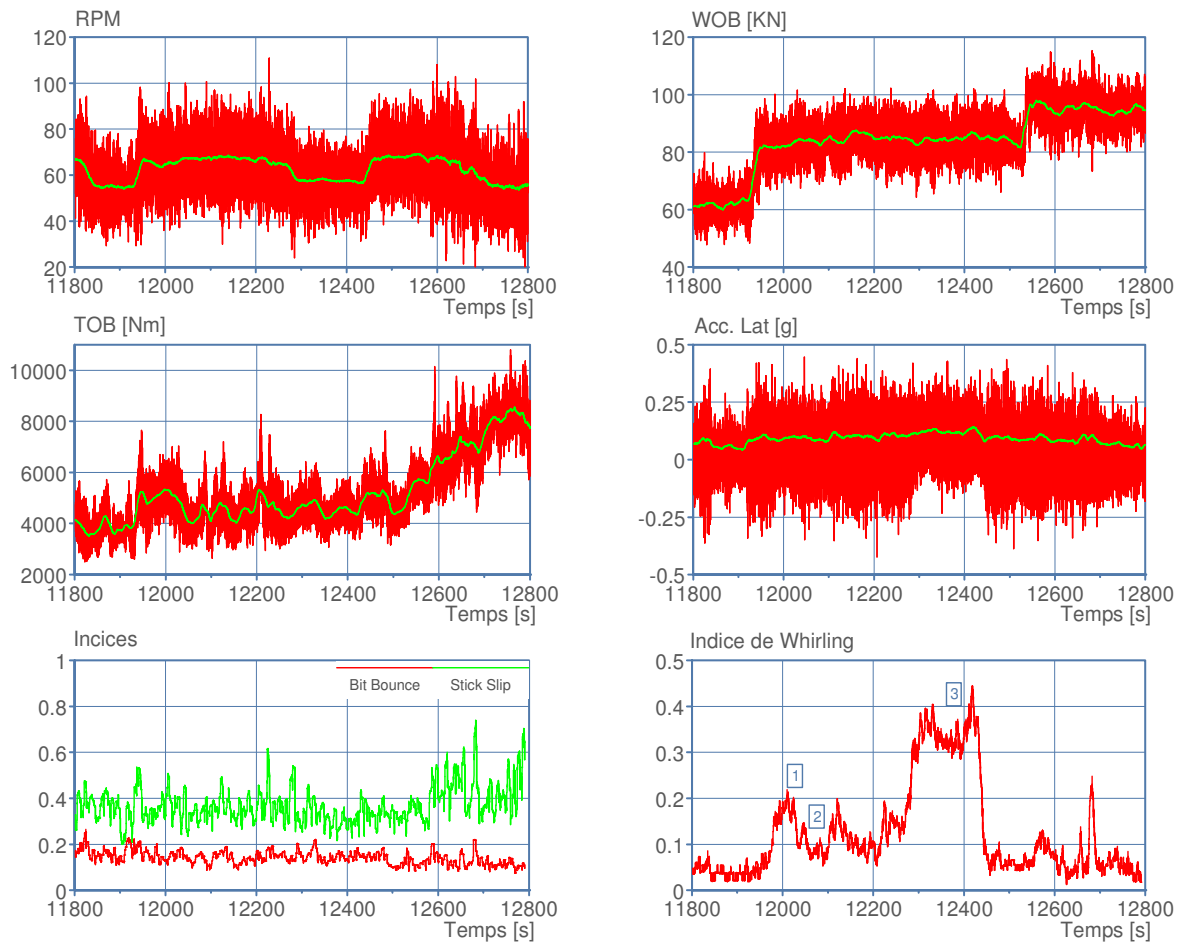 RPM
120
100
80
60
40
20
11800 12000 12200 12400 12600 12800
Temps [s]
WOB [KN]
120
100
80
60
40
11800 12000 12200 12400 12600 12800
Temps [s]
TOB [Nm]
10000
8000
6000
4000
2000
11800 12000 12200 12400 12600 12800
Temps [s]
Acc. Lat [g]
0.5
0.25
0
-0.25
-0.5
11800 12000 12200 12400 12600 12800
Temps [s]
Incices
1
Bit Bounce Stick Slip
0.8
0.6
0.4
0.2
0
11800 12000 12200 12400 12600 12800
Temps [s]
Indice de Whirling
0.5
3
0.4
0.3
1
0.2
2
0.1
0
11800 12000 12200 12400 12600 12800
Temps [s]